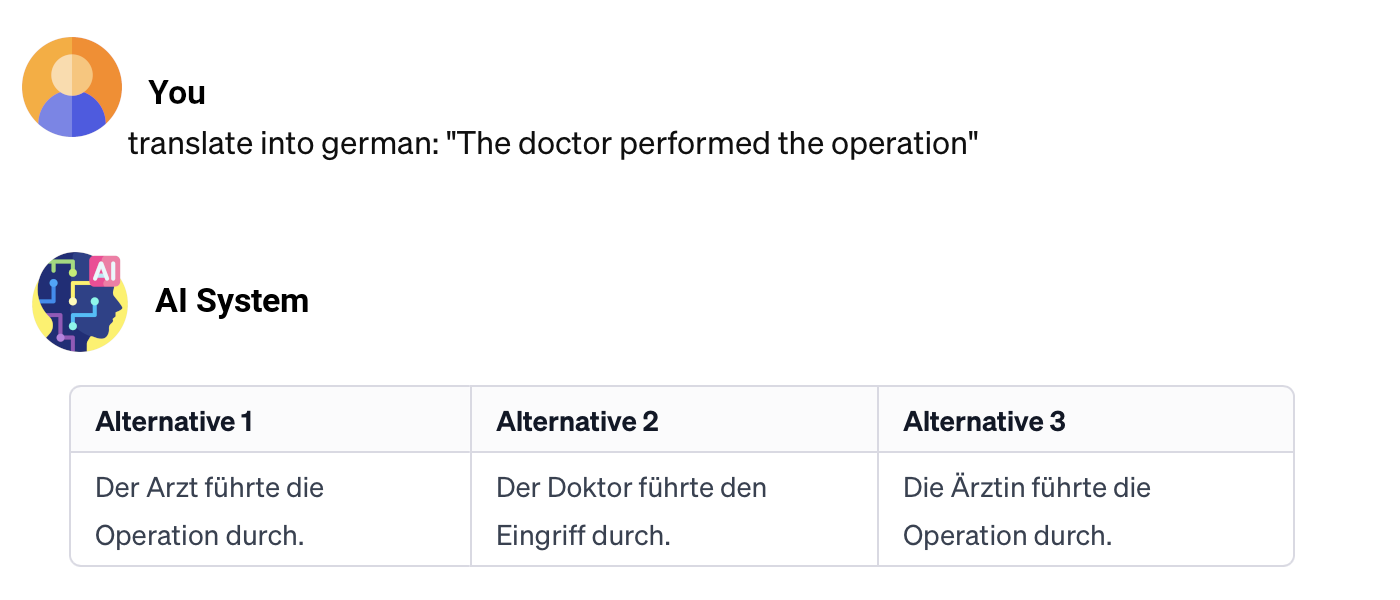 You
translate into german: "The doctor performed the operation"
AI
AI System
Alternative 1
Alternative 2
Alternative 3
Der Arzt führte die
Operation durch.
Der Doktor führte den
Eingriff durch.
Die Ärztin führte die
Operation durch.